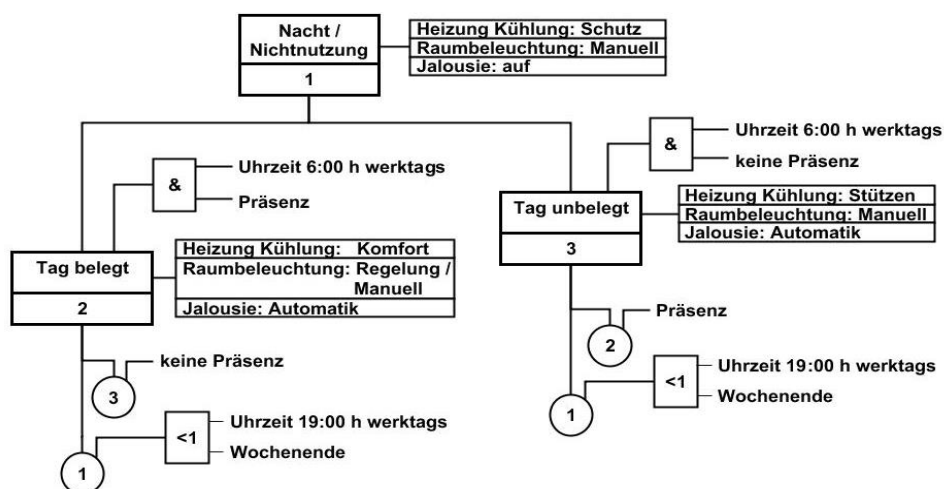 Nacht /
Nichtnutzung
1
Heizung Kühlung: Schutz
Raumbeleuchtung: Manuell
Jalousie: auf
&
Uhrzeit 6:00 h werktags
Präsenz
Tag belegt
2
Heizung Kühlung: Komfort
Raumbeleuchtung: Regelung /
Manuell
Jalousie: Automatik
3
keine Präsenz
1
<1
Uhrzeit 19:00 h werktags
Wochenende
&
Uhrzeit 6:00 h werktags
keine Präsenz
Tag unbelegt
3
Heizung Kühlung: Stützen
Raumbeleuchtung: Manuell
Jalousie: Automatik
2
Präsenz
1
<1
Uhrzeit 19:00 h werktags
Wochenende